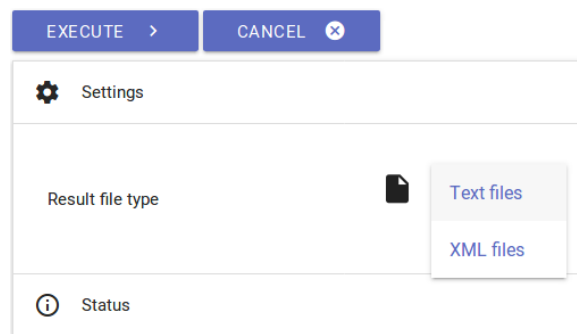 EXECUTE
CANCEL
Settings
Result file type
Text files
XML files
Status